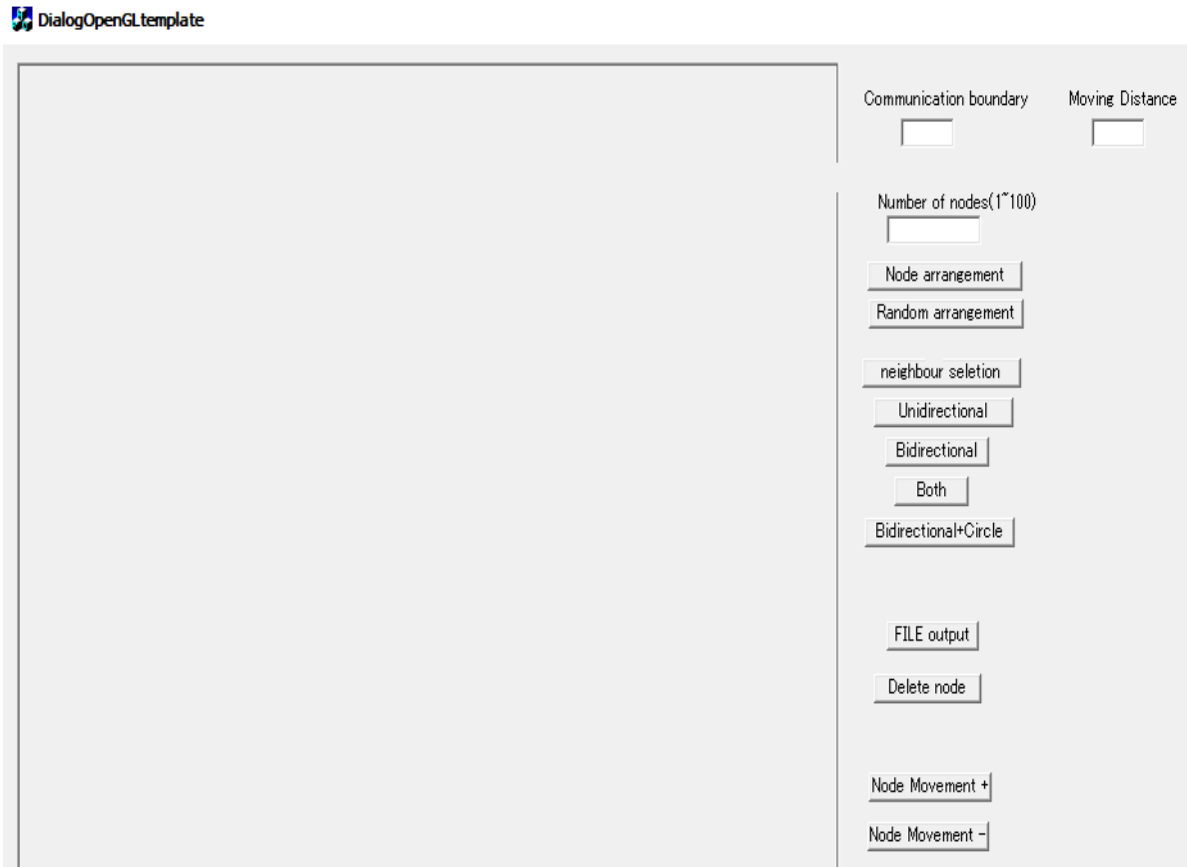 DialogOpenGLtemplate
Communication boundary
Moving Distance
Number of nodes(1~100)
Node arrangement
Random arrangement
neighbour seletion
Unidirectional
Bidirectional
Both
Bidirectional+Circle
FILE output
Delete node
Node Movement +
Node Movement -